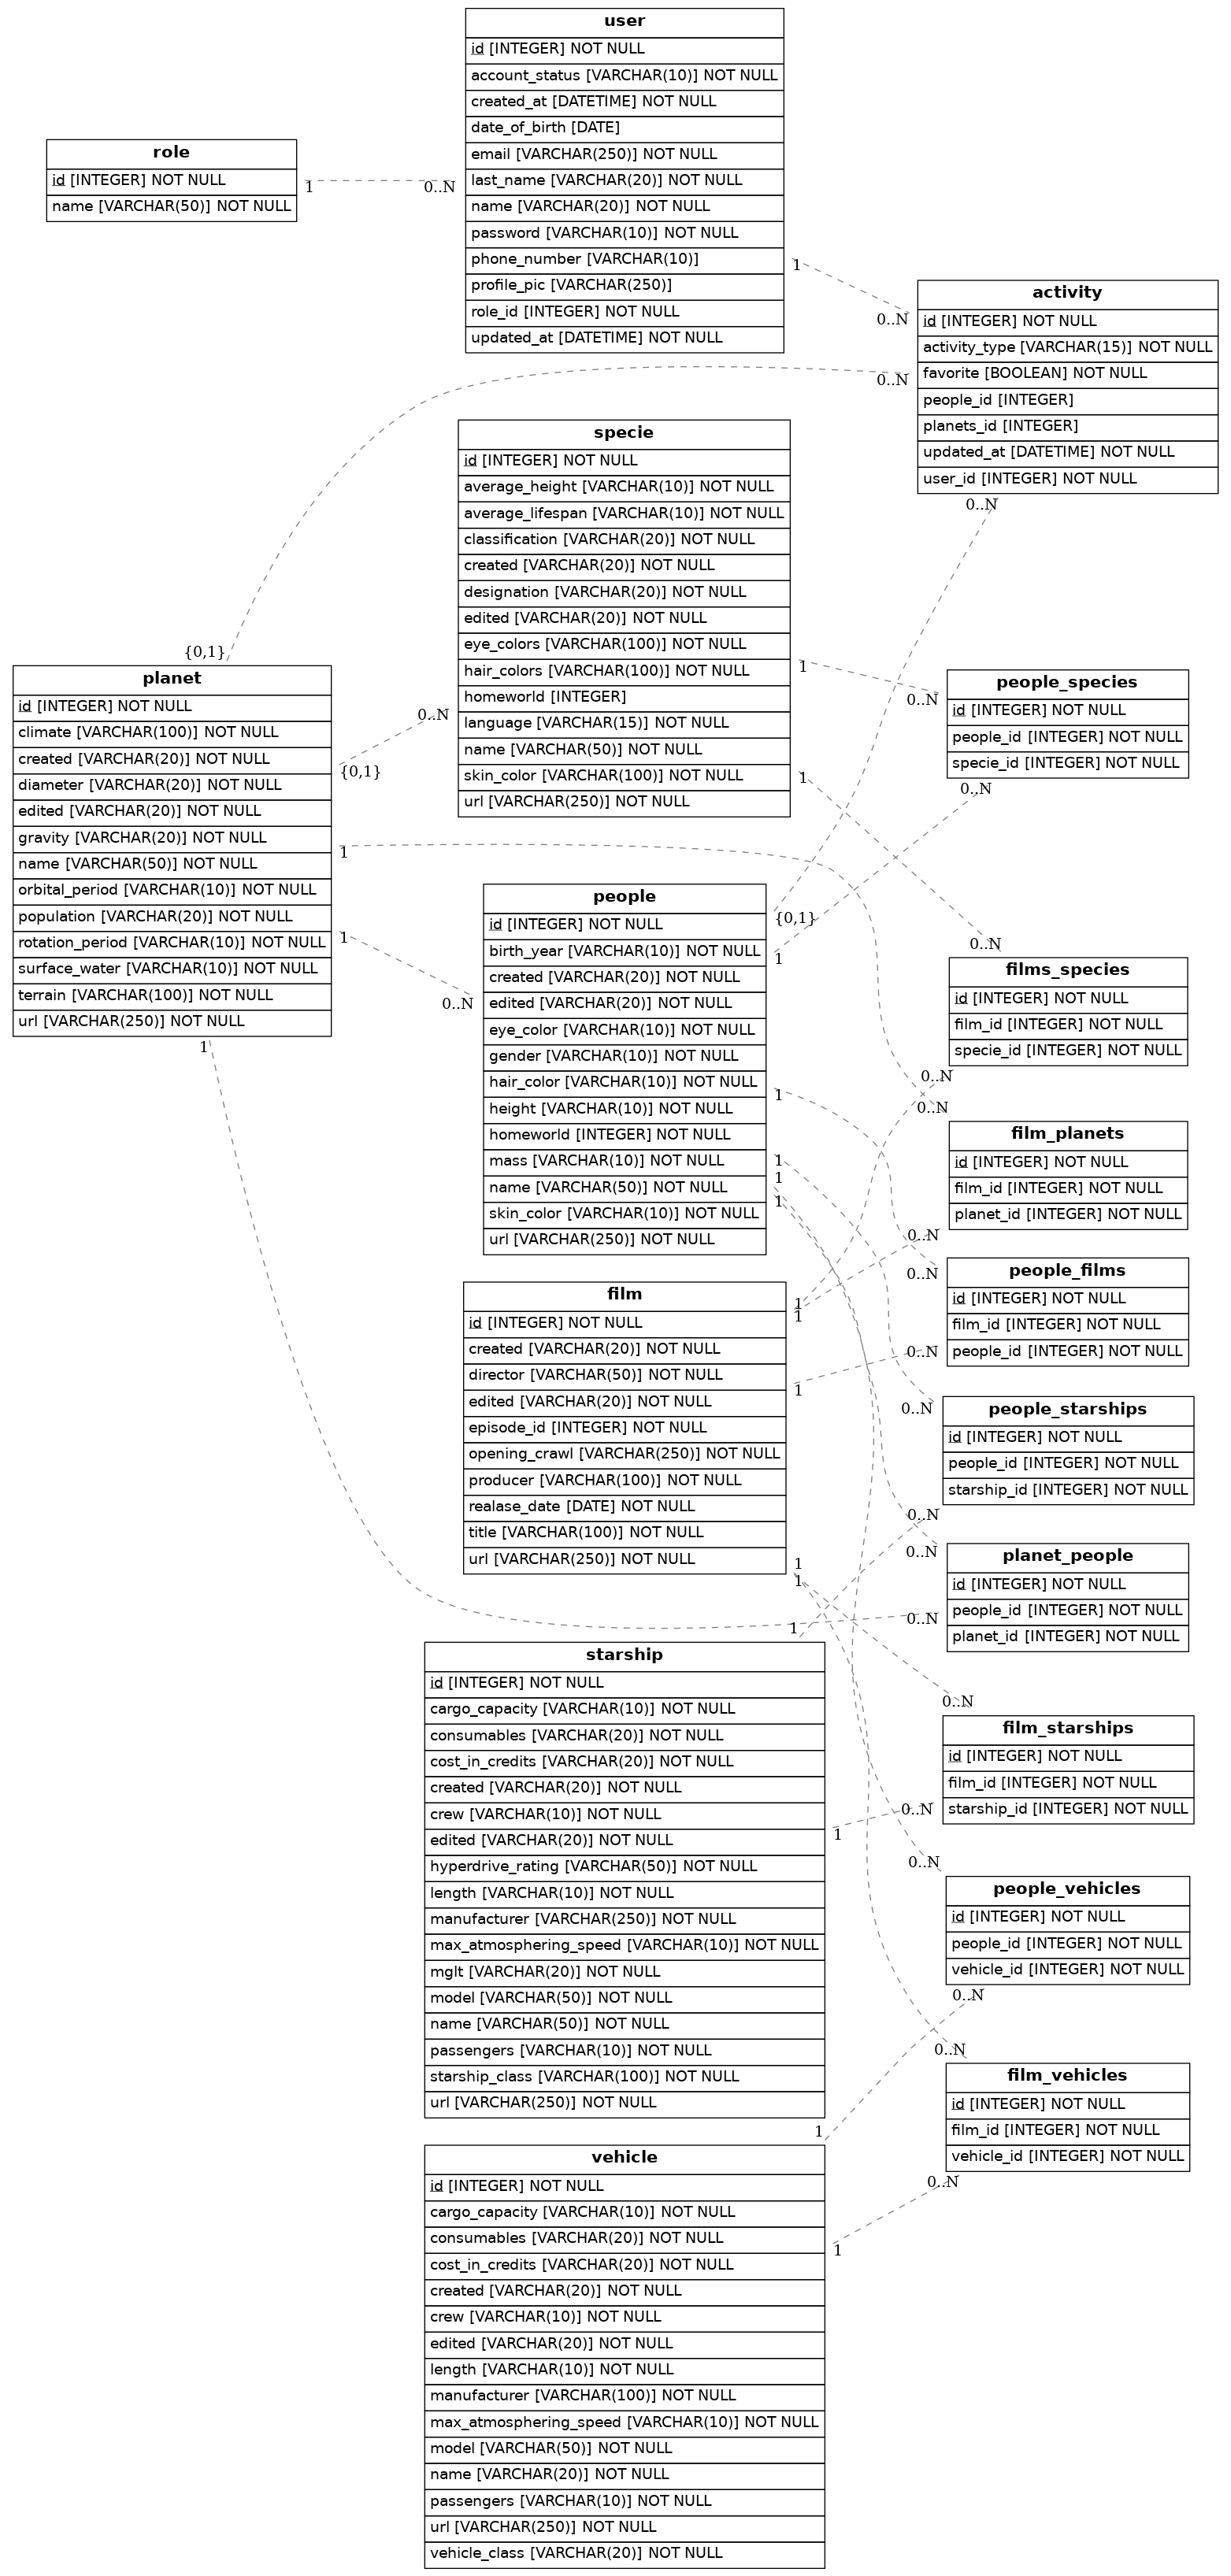 user
id [INTEGER] NOT NULL
account_status [VARCHAR(10)] NOT NULL
created_at [DATETIME] NOT NULL
date_of_birth [DATE]
email [VARCHAR(250)] NOT NULL
last_name [VARCHAR(20)] NOT NULL
name [VARCHAR(20)] NOT NULL
password [VARCHAR(10)] NOT NULL
phone_number [VARCHAR(10)]
profile_pic [VARCHAR(250)]
role_id [INTEGER] NOT NULL
updated_at [DATETIME] NOT NULL
role
id [INTEGER] NOT NULL
name [VARCHAR(50)] NOT NULL
1
0..N
1
0..N
activity
id [INTEGER] NOT NULL
activity_type [VARCHAR(15)] NOT NULL
favorite [BOOLEAN] NOT NULL
people_id [INTEGER]
planets_id [INTEGER]
updated_at [DATETIME] NOT NULL
user_id [INTEGER] NOT NULL
0..N
0..N
specie
id [INTEGER] NOT NULL
average_height [VARCHAR(10)] NOT NULL
average_lifespan [VARCHAR(10)] NOT NULL
classification [VARCHAR(20)] NOT NULL
created [VARCHAR(20)] NOT NULL
designation [VARCHAR(20)] NOT NULL
edited [VARCHAR(20)] NOT NULL
eye_colors [VARCHAR(100)] NOT NULL
hair_colors [VARCHAR(100)] NOT NULL
homeworld [INTEGER]
language [VARCHAR(15)] NOT NULL
name [VARCHAR(50)] NOT NULL
skin_color [VARCHAR(100)] NOT NULL
url [VARCHAR(250)] NOT NULL
{0,1}
planet
id [INTEGER] NOT NULL
climate [VARCHAR(100)] NOT NULL
created [VARCHAR(20)] NOT NULL
diameter [VARCHAR(20)] NOT NULL
edited [VARCHAR(20)] NOT NULL
gravity [VARCHAR(20)] NOT NULL
name [VARCHAR(50)] NOT NULL
orbital_period [VARCHAR(10)] NOT NULL
population [VARCHAR(20)] NOT NULL
rotation_period [VARCHAR(10)] NOT NULL
surface_water [VARCHAR(10)] NOT NULL
terrain [VARCHAR(100)] NOT NULL
url [VARCHAR(250)] NOT NULL
0..N
{0,1}
1
1
0..N
1
1
0..N
1
people_species
id [INTEGER] NOT NULL
people_id [INTEGER] NOT NULL
specie_id [INTEGER] NOT NULL
0..N
people
id [INTEGER] NOT NULL
birth_year [VARCHAR(10)] NOT NULL
created [VARCHAR(20)] NOT NULL
edited [VARCHAR(20)] NOT NULL
eye_color [VARCHAR(10)] NOT NULL
gender [VARCHAR(10)] NOT NULL
hair_color [VARCHAR(10)] NOT NULL
height [VARCHAR(10)] NOT NULL
homeworld [INTEGER] NOT NULL
mass [VARCHAR(10)] NOT NULL
name [VARCHAR(50)] NOT NULL
skin_color [VARCHAR(10)] NOT NULL
url [VARCHAR(250)] NOT NULL
{0,1}
1
1
1
1
1
0..N
films_species
id [INTEGER] NOT NULL
film_id [INTEGER] NOT NULL
specie_id [INTEGER] NOT NULL
0..N
0..N
film_planets
id [INTEGER] NOT NULL
film_id [INTEGER] NOT NULL
planet_id [INTEGER] NOT NULL
0..N
people_films
id [INTEGER] NOT NULL
film_id [INTEGER] NOT NULL
people_id [INTEGER] NOT NULL
0..N
0..N
film
id [INTEGER] NOT NULL
created [VARCHAR(20)] NOT NULL
director [VARCHAR(50)] NOT NULL
edited [VARCHAR(20)] NOT NULL
episode_id [INTEGER] NOT NULL
opening_crawl [VARCHAR(250)] NOT NULL
producer [VARCHAR(100)] NOT NULL
realase_date [DATE] NOT NULL
title [VARCHAR(100)] NOT NULL
url [VARCHAR(250)] NOT NULL
1
1
1
1
1
0..N
people_starships
id [INTEGER] NOT NULL
people_id [INTEGER] NOT NULL
starship_id [INTEGER] NOT NULL
0..N
0..N
planet_people
id [INTEGER] NOT NULL
people_id [INTEGER] NOT NULL
planet_id [INTEGER] NOT NULL
0..N
1
starship
id [INTEGER] NOT NULL
cargo_capacity [VARCHAR(10)] NOT NULL
consumables [VARCHAR(20)] NOT NULL
cost_in_credits [VARCHAR(20)] NOT NULL
created [VARCHAR(20)] NOT NULL
crew [VARCHAR(10)] NOT NULL
edited [VARCHAR(20)] NOT NULL
hyperdrive_rating [VARCHAR(50)] NOT NULL
length [VARCHAR(10)] NOT NULL
manufacturer [VARCHAR(250)] NOT NULL
max_atmosphering_speed [VARCHAR(10)] NOT NULL
mglt [VARCHAR(20)] NOT NULL
model [VARCHAR(50)] NOT NULL
name [VARCHAR(50)] NOT NULL
passengers [VARCHAR(10)] NOT NULL
starship_class [VARCHAR(100)] NOT NULL
url [VARCHAR(250)] NOT NULL
0..N
film_starships
id [INTEGER] NOT NULL
film_id [INTEGER] NOT NULL
starship_id [INTEGER] NOT NULL
0..N
1
0..N
people_vehicles
id [INTEGER] NOT NULL
people_id [INTEGER] NOT NULL
vehicle_id [INTEGER] NOT NULL
0..N
0..N
film_vehicles
id [INTEGER] NOT NULL
film_id [INTEGER] NOT NULL
vehicle_id [INTEGER] NOT NULL
0..N
1
vehicle
id [INTEGER] NOT NULL
cargo_capacity [VARCHAR(10)] NOT NULL
consumables [VARCHAR(20)] NOT NULL
cost_in_credits [VARCHAR(20)] NOT NULL
created [VARCHAR(20)] NOT NULL
crew [VARCHAR(10)] NOT NULL
edited [VARCHAR(20)] NOT NULL
length [VARCHAR(10)] NOT NULL
manufacturer [VARCHAR(100)] NOT NULL
max_atmosphering_speed [VARCHAR(10)] NOT NULL
model [VARCHAR(50)] NOT NULL
name [VARCHAR(20)] NOT NULL
passengers [VARCHAR(10)] NOT NULL
url [VARCHAR(250)] NOT NULL
vehicle_class [VARCHAR(20)] NOT NULL
1